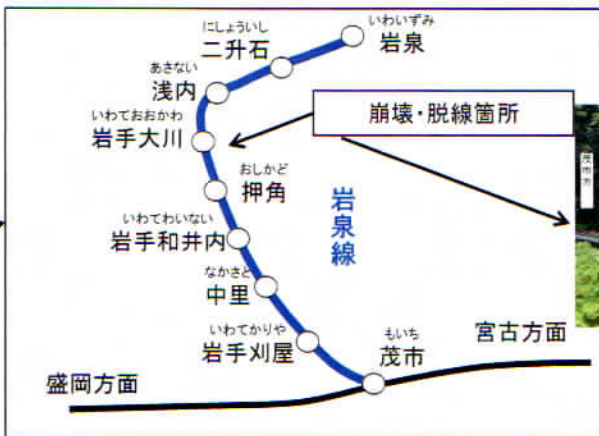 いわいずみ
岩泉
にしょういし
二升石
あさない
浅内
いわておおかわ
岩手大川
崩壊・脱線箇所
おしかど
押角
岩泉線
いわてわいない
岩手和井内
なかさと
中里
いわてかりや
岩手刈屋
もいち
茂市
宮古方面
盛岡方面
茂市方